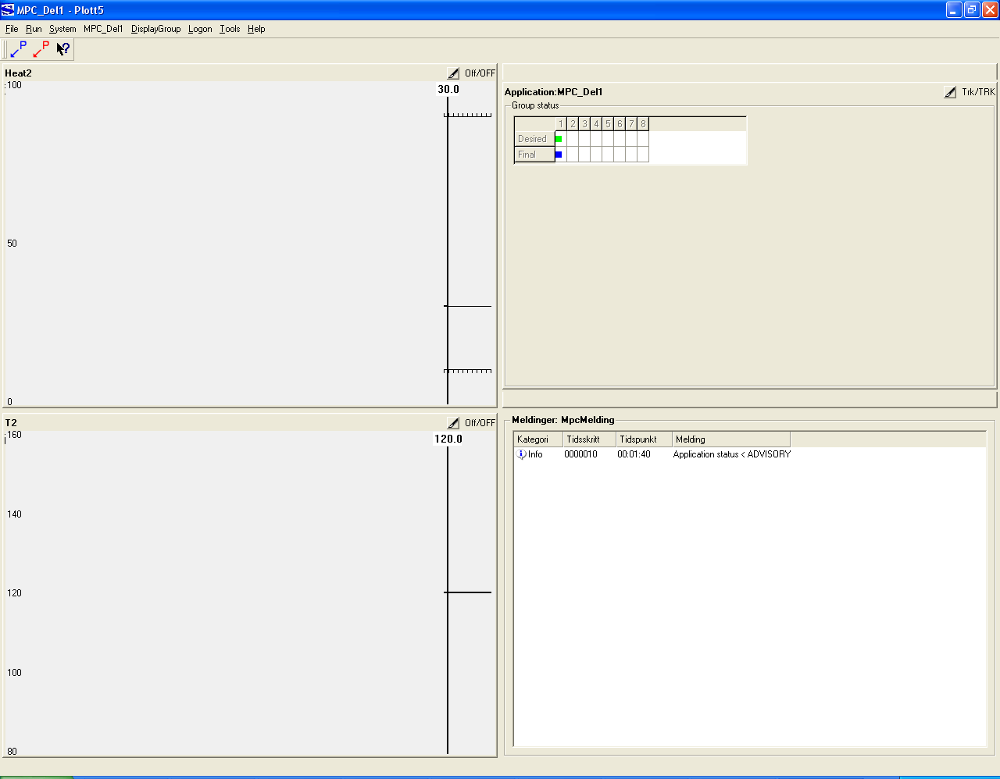 MPC_Del1 - Plott5
File Run System MPC_Del1 DisplayGroup Logon Tools Help
P P ?
Heat2 Off/OFF
100 30.0
50
0
Application:MPC_Del1 Trk/TRK
Group status
1 2 3 4 5 6 7 8
Desired
Final
T2 Off/OFF
160 120.0
140
120
100
80
Meldinger: MpcMelding
Kategori Tidsskritt Tidspunkt Melding
Info 0000010 00:01:40 Application status < ADVISORY